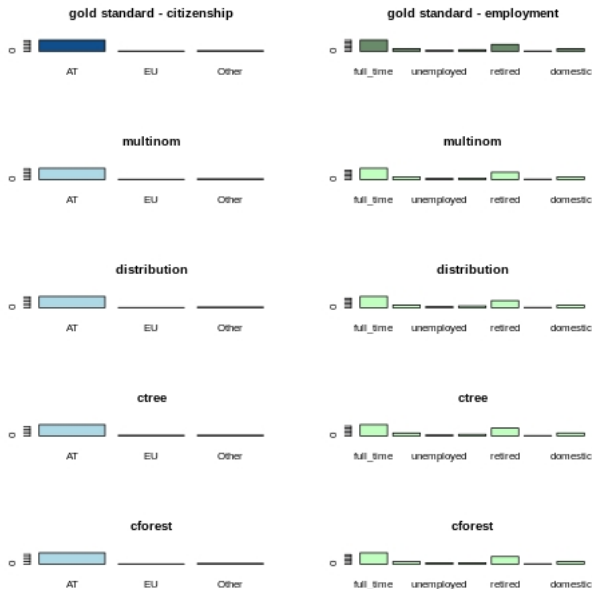 gold standard - citizenship
gold standard - employment
0
AT EU Other
0
full_time unemployed retired domestic
multinom
multinom
0
AT EU Other
0
full_time unemployed retired domestic
distribution
distribution
0
AT EU Other
0
full_time unemployed retired domestic
ctree
ctree
0
AT EU Other
0
full_time unemployed retired domestic
cforest
cforest
0
AT EU Other
0
full_time unemployed retired domestic